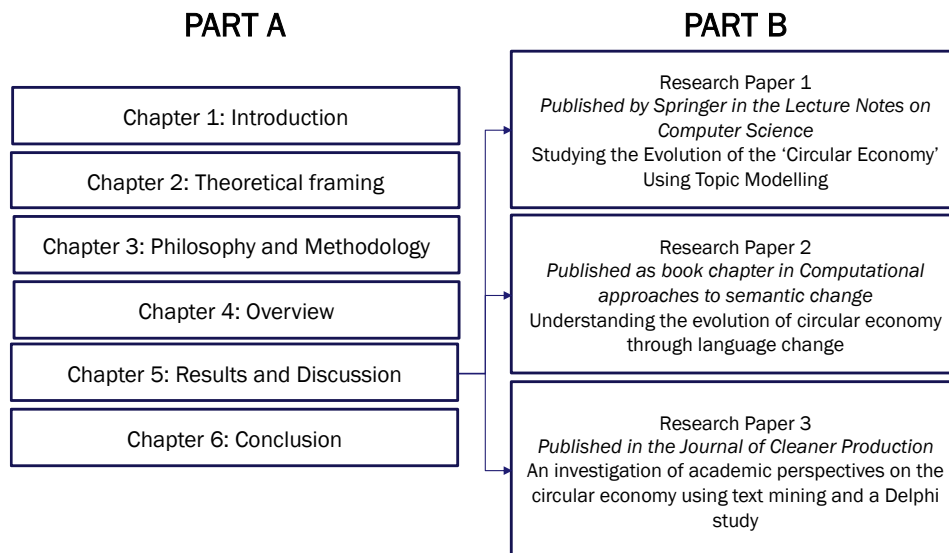 PART A
Chapter 1: Introduction
Chapter 2: Theoretical framing
Chapter 3: Philosophy and Methodology
Chapter 4: Overview
Chapter 5: Results and Discussion
Chapter 6: Conclusion
PART B
Research Paper 1
Published by Springer in the Lecture Notes on
Computer Science
Studying the Evolution of the ‘Circular Economy’
Using Topic Modelling
Research Paper 2
Published as book chapter in Computational
approaches to semantic change
Understanding the evolution of circular economy
through language change
Research Paper 3
Published in the Journal of Cleaner Production
An investigation of academic perspectives on the
circular economy using text mining and a Delphi
study